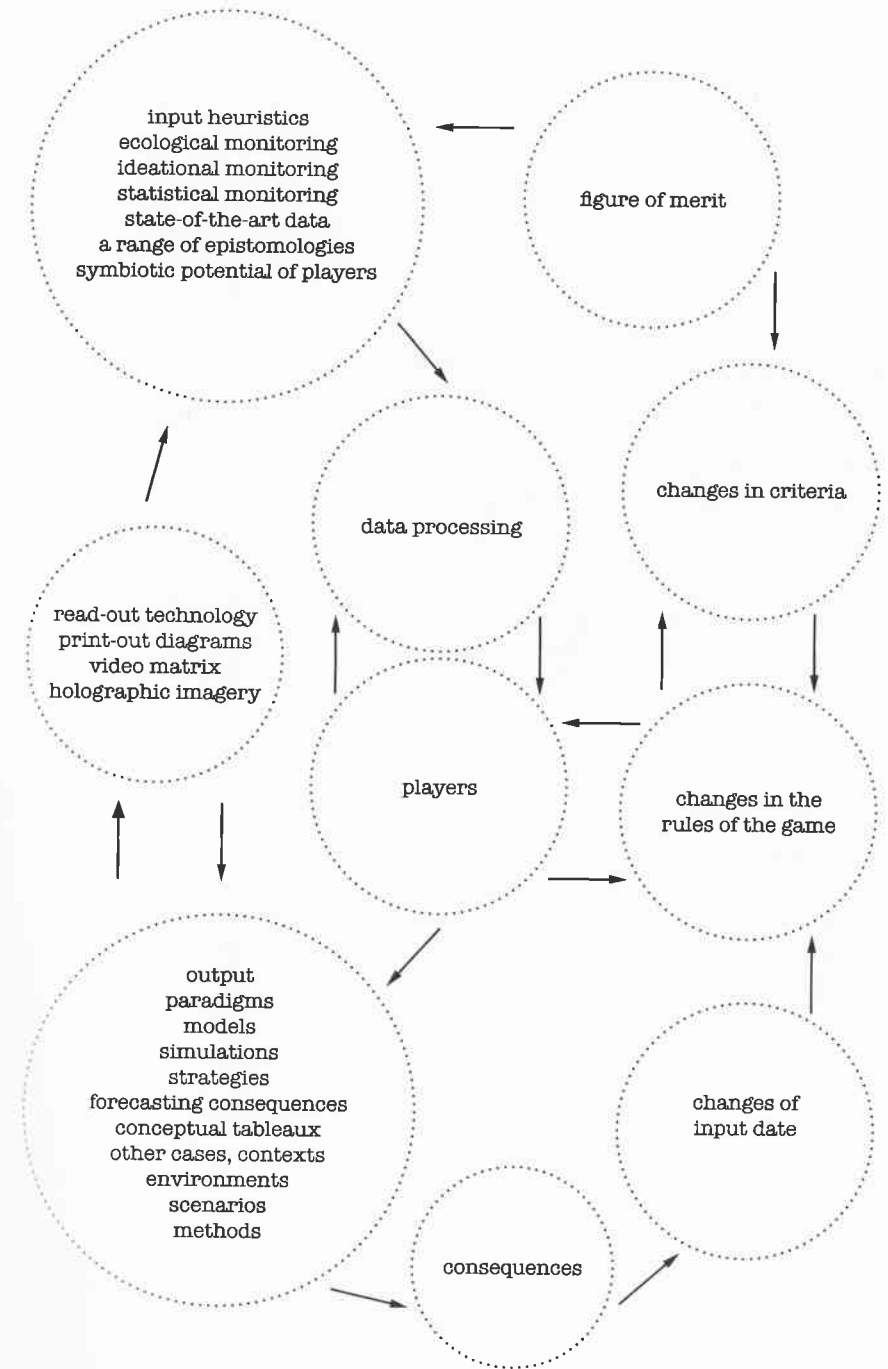 input heuristics
ecological monitoring
ideational monitoring
statistical monitoring
state-of-the-art data
a range of epistomologies
symbiotic potential of players
figure of merit
data processing
changes in criteria
read-out technology
print-out diagrams
video matrix
holographic imagery
players
changes in the
rules of the game
output
paradigms
models
simulations
strategies
forecasting consequences
conceptual tableaux
other cases, contexts
environments
scenarios
methods
changes of
input date
consequences